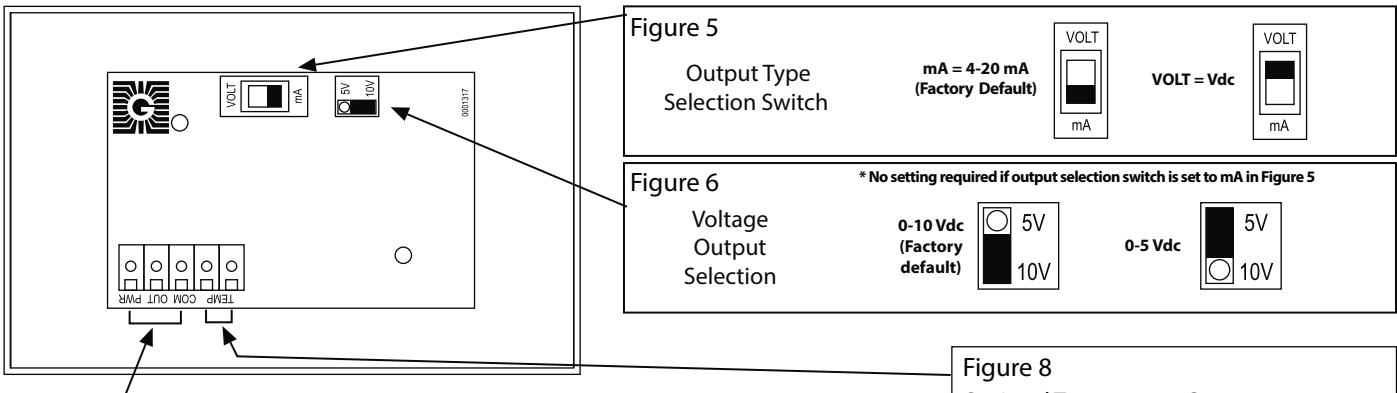 VOLT
mA
5V
10V
0001317
G
PWR OUT COM TEMP
Figure 5
Output Type
Selection Switch
mA = 4-20 mA
(Factory Default)
VOLT
mA
VOLT = Vdc
VOLT
mA
Figure 6
* No setting required if output selection switch is set to mA in Figure 5
Voltage
Output
Selection
0-10 Vdc
(Factory
default)
5V
10V
0-5 Vdc
5V
10V
Figure 8